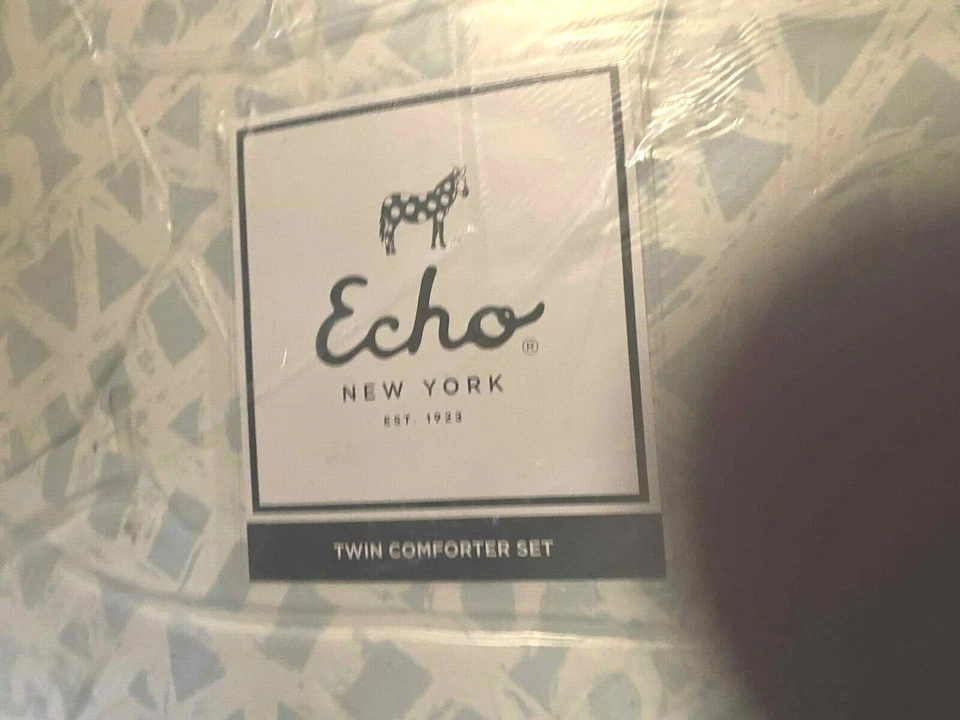 Echo®
NEW YORK
EST. 1923
TWIN COMFORTER SET